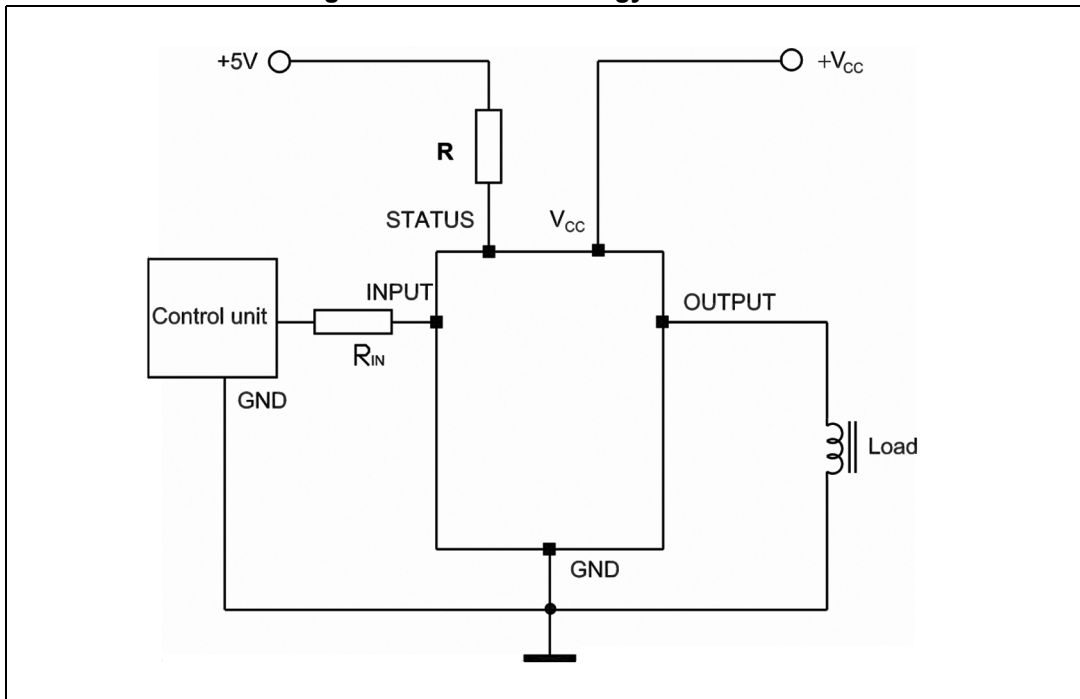 +5V
+VCC
R
STATUS
VCC
INPUT
OUTPUT
Control unit
RIN
GND
Load
GND